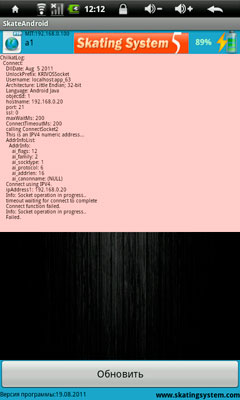 12:12
SkateAndroid
MIT:192.168.0.100
a1
Skating System 5
89%
ChilkatLog:
Connect:
DllDate: Aug 5 2011
UnlockPrefix: KRIVOSSocket
Username: localhost:app_63
Architecture: Little Endian; 32-bit
Language: Android Java
objectId: 1
hostname: 192.168.0.20
port: 21
ssl: 0
maxWaitMs: 200
ConnectTimeoutMs: 200
calling ConnectSocket2
This is an IPV4 numeric address...
AddrInfoList:
AddrInfo:
ai_flags: 12
ai_family: 2
ai_socktype: 1
ai_protocol: 6
ai_addrlen: 16
ai_canonname: (NULL)
Connect using IPV4.
ipAddress1: 192.168.0.20
info: Socket operation in progress..
timeout waiting for connect to complete
Connect function failed.
info: Socket operation in progress..
Failed.
Обновить
Версия программы:19.08.2011
www.skatingsystem.com